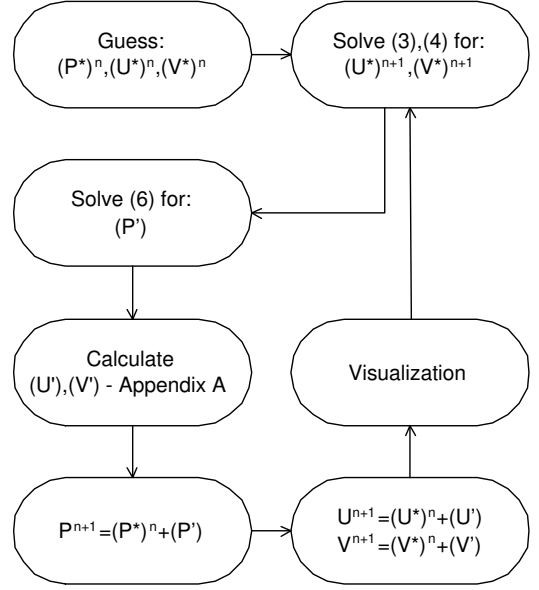 Guess:
(P*)ⁿ,(U*)ⁿ,(V*)ⁿ
Solve (3),(4) for:
(U*)ⁿ⁺¹,(V*)ⁿ⁺¹
Solve (6) for:
(P’)
Calculate
(U'),(V') - Appendix A
Visualization
Pⁿ⁺¹=(P*)ⁿ+(P’)
Uⁿ⁺¹=(U*)ⁿ+(U’)
Vⁿ⁺¹=(V*)ⁿ+(V’)